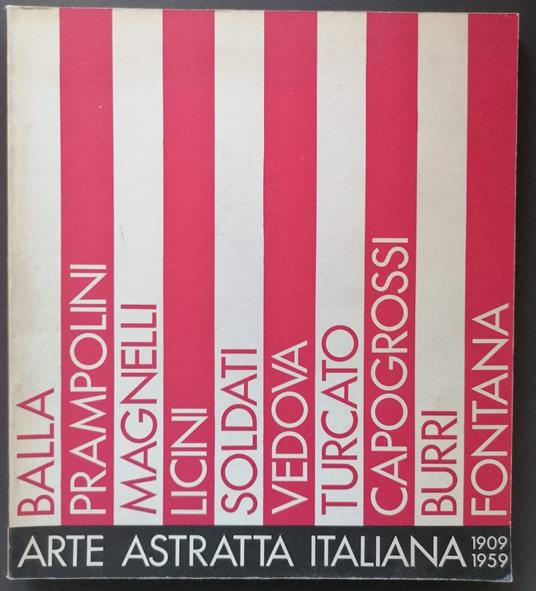 BALLA
PRAMPOLINI
MAGNELLI
LICINI
SOLDATI
VEDOVA
TURCATO
CAPOGROSSI
BURRI
FONTANA
ARTE ASTRATTA ITALIANA 1909
1959